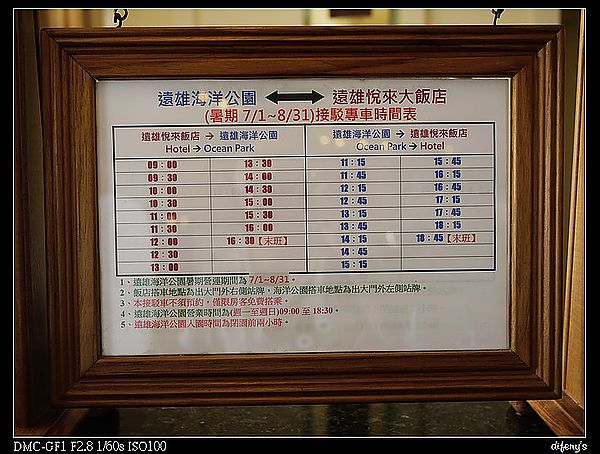 遠雄海洋公園 ↔ 遠雄悅來大飯店
(暑期 7/1~8/31)接駁專車時間表
遠雄悅來飯店 → 遠雄海洋公園
Hotel → Ocean Park
09：00 13：30
09：30 14：00
10：00 14：30
10：30 15：00
11：00 15：30
11：30 16：00
12：00 16：30【末班】
12：30
13：00
遠雄海洋公園 → 遠雄悅來飯店
Ocean Park → Hotel
11：15 15：45
11：45 16：15
12：15 16：45
12：45 17：15
13：15 17：45
13：45 18：15
14：15 18：45【末班】
14：45
15：15
1、遠雄海洋公園暑期營運期間為 7/1~8/31。
2、飯店搭車地點為出大門外右側站牌，海洋公園搭車地點為出大門外左側站牌。
3、本接駁車不須預約，僅限房客免費搭乘。
4、遠雄海洋公園營業時間為(週一至週日)09:00 至 18:30。
5、遠雄海洋公園入園時間為閉園前兩小時。
DMC-GF1 F2.8 1/60s ISO100
difeny's